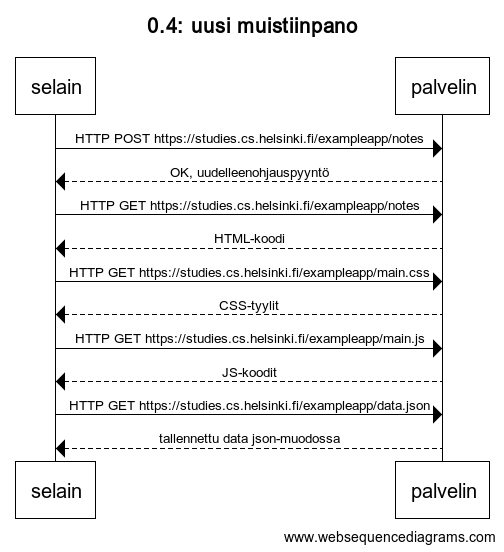 0.4: uusi muistiinpano
selain
palvelin
HTTP POST https://studies.cs.helsinki.fi/exampleapp/notes
OK, uudelleenohjauspyyntö
HTTP GET https://studies.cs.helsinki.fi/exampleapp/notes
HTML-koodi
HTTP GET https://studies.cs.helsinki.fi/exampleapp/main.css
CSS-tyylit
HTTP GET https://studies.cs.helsinki.fi/exampleapp/main.js
JS-koodit
HTTP GET https://studies.cs.helsinki.fi/exampleapp/data.json
tallennettu data json-muodossa
selain
palvelin
www.websequencediagrams.com